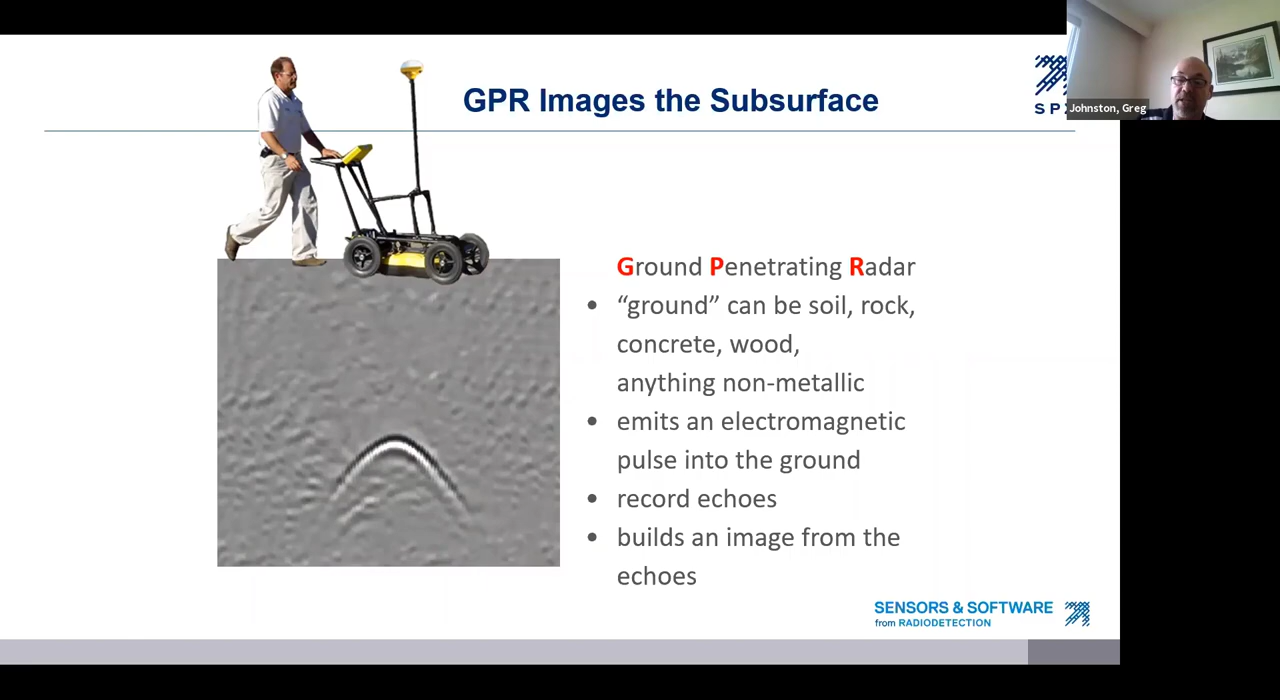 GPR Images the Subsurface
SP
Johnston, Greg
Ground Penetrating Radar
• “ground” can be soil, rock,
concrete, wood,
anything non-metallic
• emits an electromagnetic
pulse into the ground
• record echoes
• builds an image from the
echoes
SENSORS & SOFTWARE
from RADIODETECTION